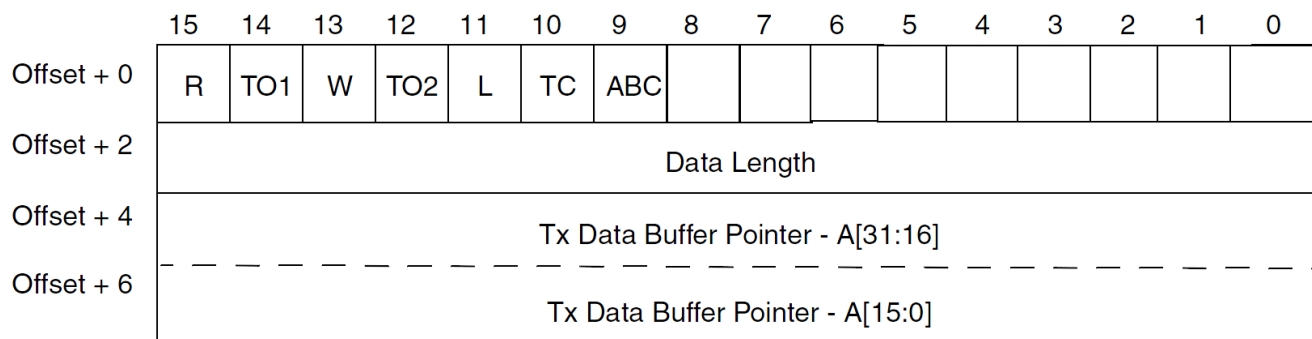 15 14 13 12 11 10 9 8 7 6 5 4 3 2 1 0
Offset + 0 R TO1 W TO2 L TC ABC
Offset + 2 Data Length
Offset + 4 Tx Data Buffer Pointer - A[31:16]
Offset + 6 Tx Data Buffer Pointer - A[15:0]